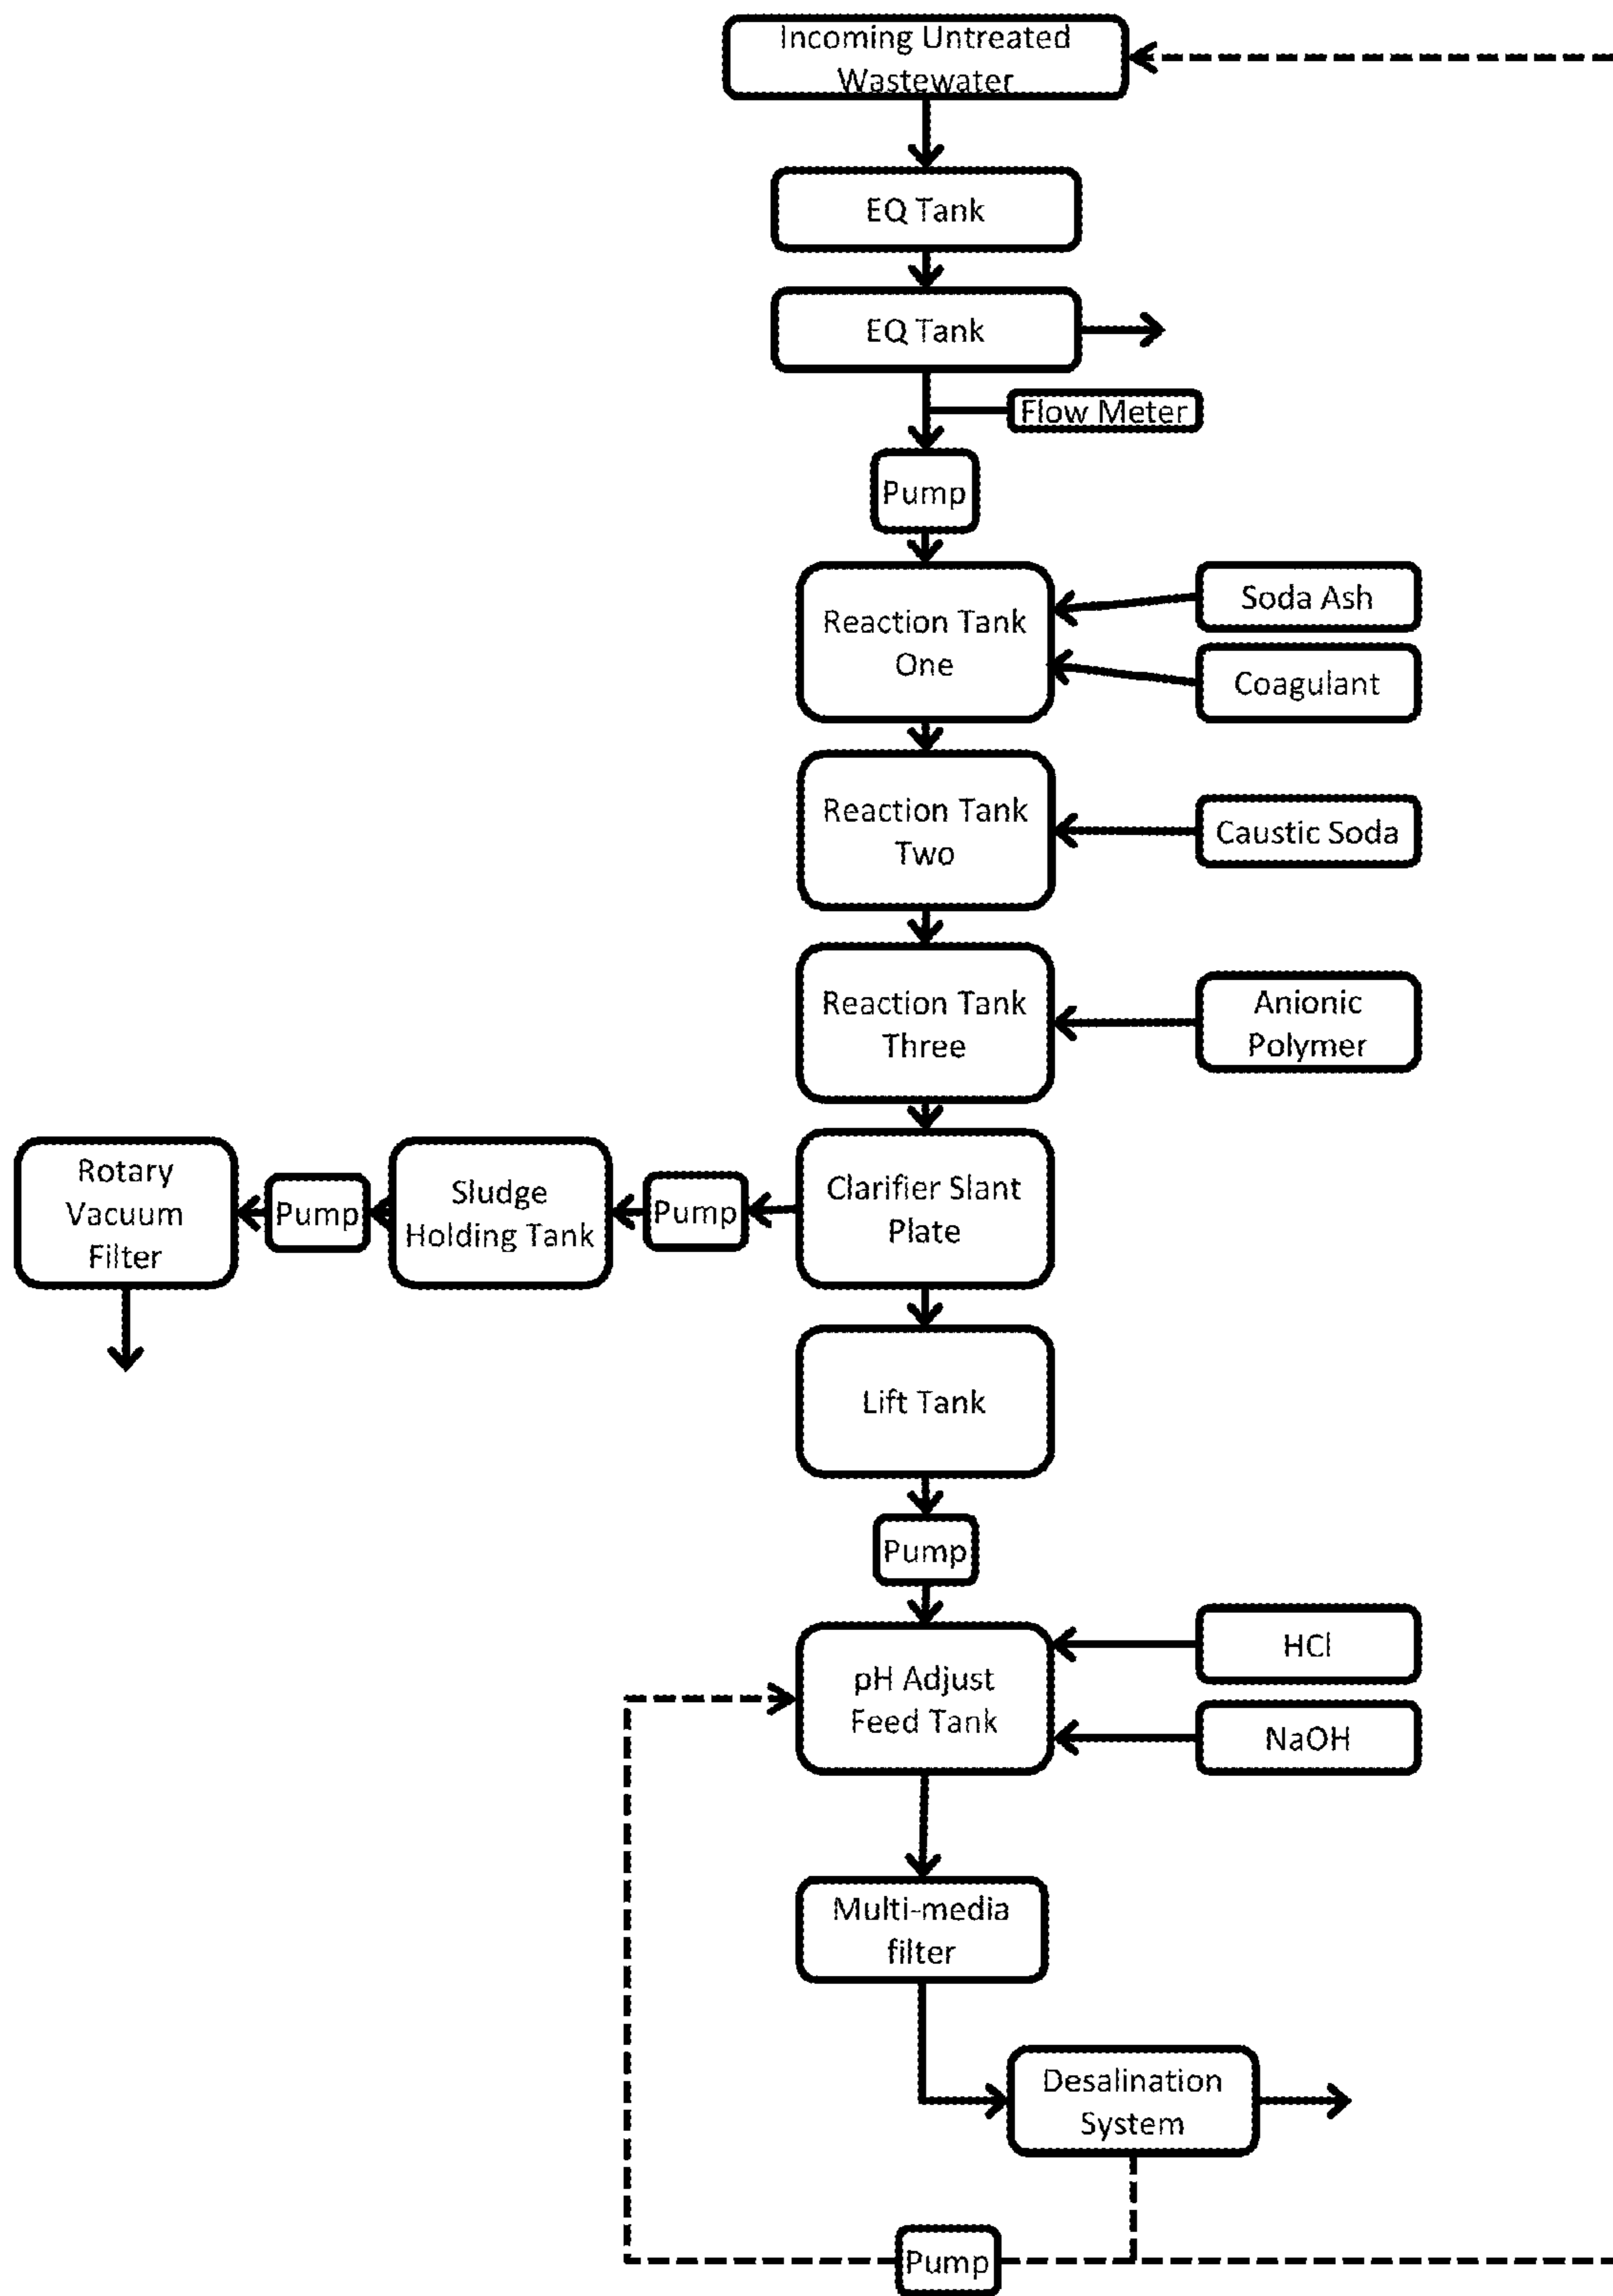 Incoming Untreated
Wastewater
EQ Tank
EQ Tank
Flow Meter
Pump
Reaction Tank
One
Soda Ash
Coagulant
Reaction Tank
Two
Caustic Soda
Reaction Tank
Three
Anionic
Polymer
Rotary
Vacuum
Filter
Pump
Sludge
Holding Tank
Pump
Clarifier Slant
Plate
Lift Tank
Pump
pH Adjust
Feed Tank
HCl
NaOH
Multi-media
filter
Desalination
System
Pump